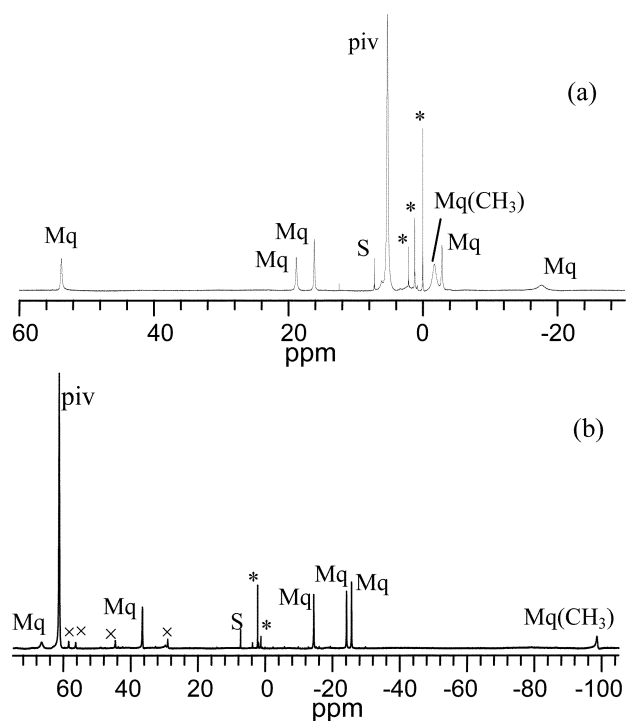 piv
(a)
*
Mq(CH₃)
Mq
Mq
Mq
S
*
*
Mq
Mq
60 40 20 0 -20
ppm
piv
(b)
Mq
××
×
Mq
×
S
*
*
Mq
Mq
Mq
Mq(CH₃)
60 40 20 0 -20 -40 -60 -80 -100
ppm